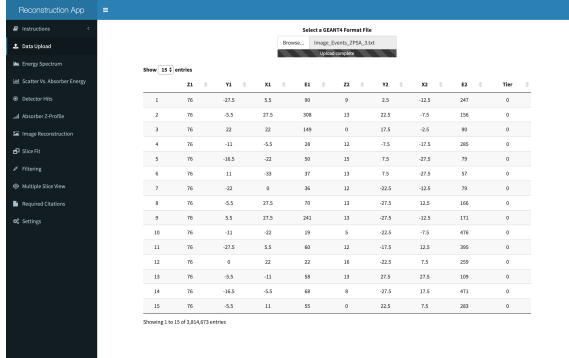 Reconstruction App
Instructions
Data Upload
Energy Spectrum
Scatter Vs. Absorber Energy
Detector Hits
Absorber Z-Profile
Image Reconstruction
Slice Fit
Filtering
Multiple Slice View
Required Citations
Settings
Select a GEANT4 Format File
Browse... Image_Events_ZPSA_3.txt
Upload complete
Show 15 entries
Z1 Y1 X1 E1 Z2 Y2 X2 E2 Tier
1 76 -27.5 5.5 90 9 2.5 -12.5 247 0
2 76 -5.5 27.5 308 13 22.5 -7.5 156 0
3 76 22 22 149 0 17.5 -2.5 90 0
4 76 -11 -5.5 28 12 -7.5 -17.5 285 0
5 76 -16.5 -22 50 15 7.5 -27.5 79 0
6 76 11 -33 37 13 7.5 -27.5 57 0
7 76 -22 0 36 12 -22.5 -12.5 79 0
8 76 -5.5 27.5 70 13 -27.5 12.5 166 0
9 76 5.5 27.5 241 13 -27.5 -12.5 171 0
10 76 -11 -22 19 5 -22.5 -7.5 476 0
11 76 -27.5 5.5 60 12 -17.5 12.5 395 0
12 76 0 22 22 16 -22.5 7.5 259 0
13 76 -5.5 -11 58 13 27.5 27.5 109 0
14 76 -16.5 -5.5 68 8 -27.5 17.5 471 0
15 76 -5.5 11 55 0 22.5 7.5 283 0
Showing 1 to 15 of 3,814,673 entries